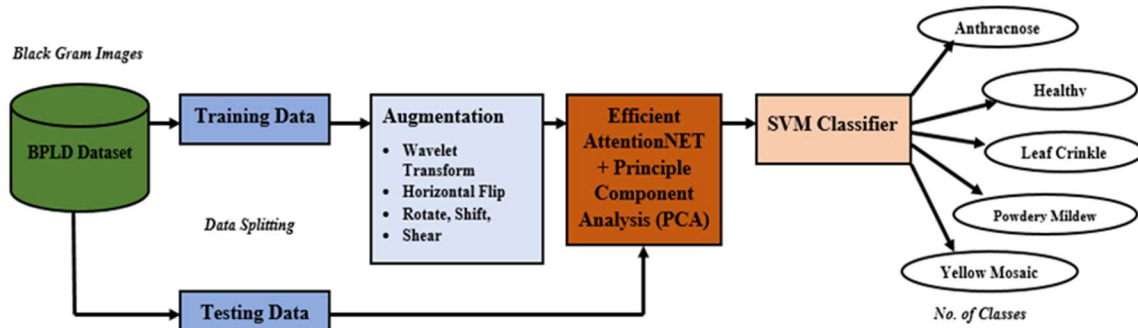 Black Gram Images
BPLD Dataset
Training Data
Data Splitting
Testing Data
Augmentation
• Wavelet
Transform
• Horizontal Flip
• Rotate, Shift,
• Shear
Efficient
AttentionNET
+ Principle
Component
Analysis (PCA)
SVM Classifier
Anthracnose
Healthy
Leaf Crinkle
Powdery Mildew
Yellow Mosaic
No. of Classes